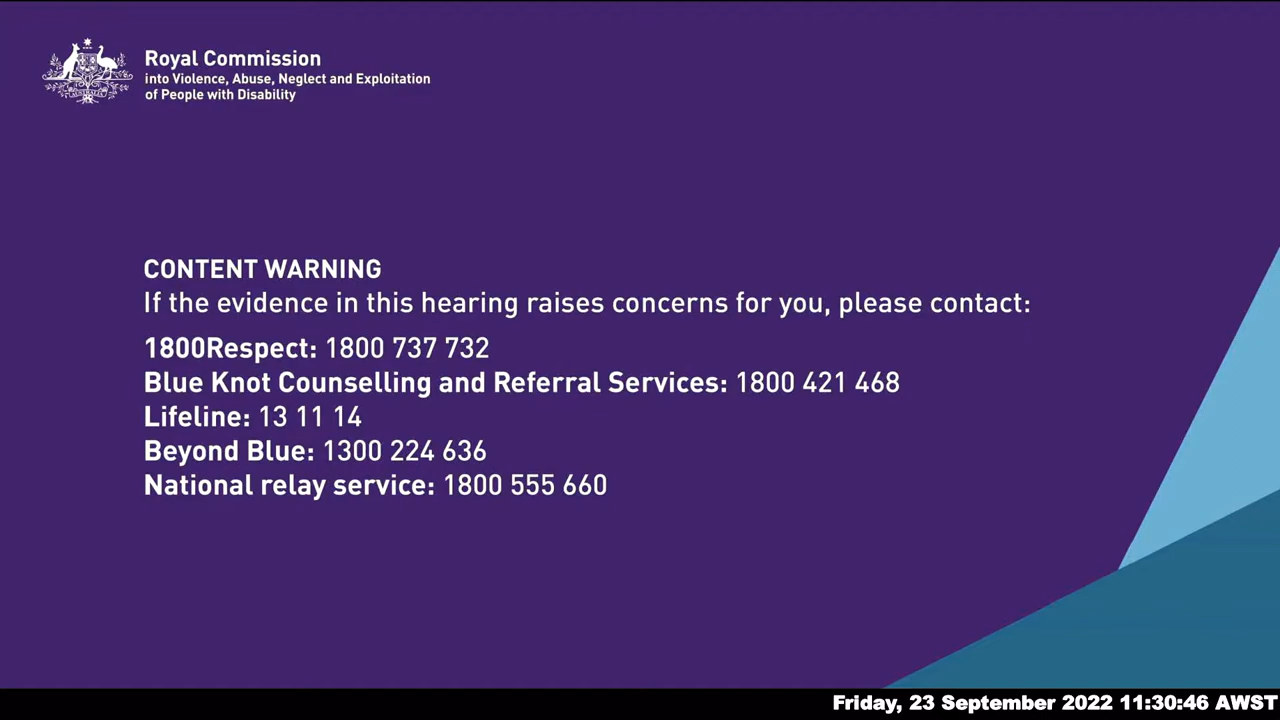 Royal Commission
into Violence, Abuse, Neglect and Exploitation
of People with Disability
CONTENT WARNING
If the evidence in this hearing raises concerns for you, please contact:
1800Respect: 1800 737 732
Blue Knot Counselling and Referral Services: 1800 421 468
Lifeline: 13 11 14
Beyond Blue: 1300 224 636
National relay service: 1800 555 660
Friday, 23 September 2022 11:30:46 AWST